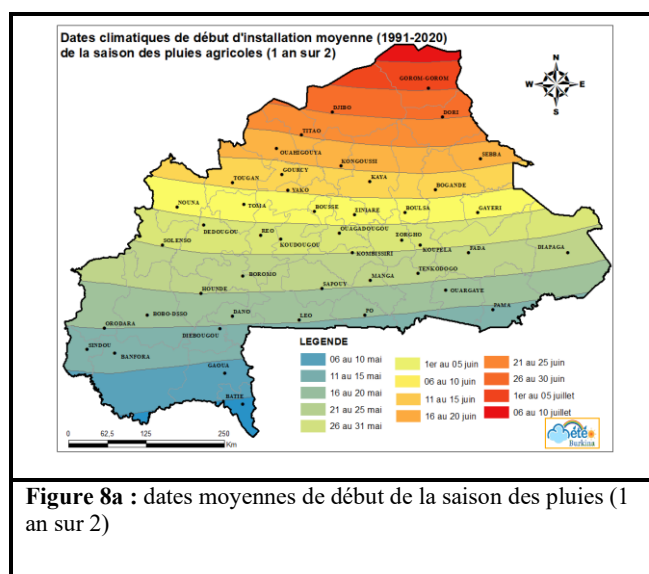 Dates climatiques de début d'installation moyenne (1991-2020)
de la saison des pluies agricoles (1 an sur 2)
N
W E
S
GOROM-GOROM
DJIBO
DORI
TITAO
OUAHIGOUYA
KONGOUSSI
SEBBA
GOURCY
TOUGAN
KAYA
YAKO
BOGANDE
NOUNA
TOMA
BOUSSE
ZINIARE
BOULSA
GAYERI
DEDOUGOU
REO
OUAGADOUGOU
ZORGHO
SOLENSO
KOUDOUGOU
KOUPELA
FADA
DIAPAGA
KOMBISSIRI
BOROMO
MANGA
TENKODOGO
HOUNDE
SAPOUY
OUARGAYE
BOBO-DSSO
DANO
LEO
PO
PAMA
ORODARA
DIEBOUGOU
SINDOU
BANFORA
GAOUA
BATIE
LEGENDE
06 au 10 mai
11 au 15 mai
16 au 20 mai
21 au 25 mai
26 au 31 mai
1er au 05 juin
06 au 10 juin
11 au 15 juin
16 au 20 juin
21 au 25 juin
26 au 30 juin
1er au 05 juillet
06 au 10 juillet
0 62,5 125 250
Km
météo
Burkina
Figure 8a : dates moyennes de début de la saison des pluies (1
an sur 2)